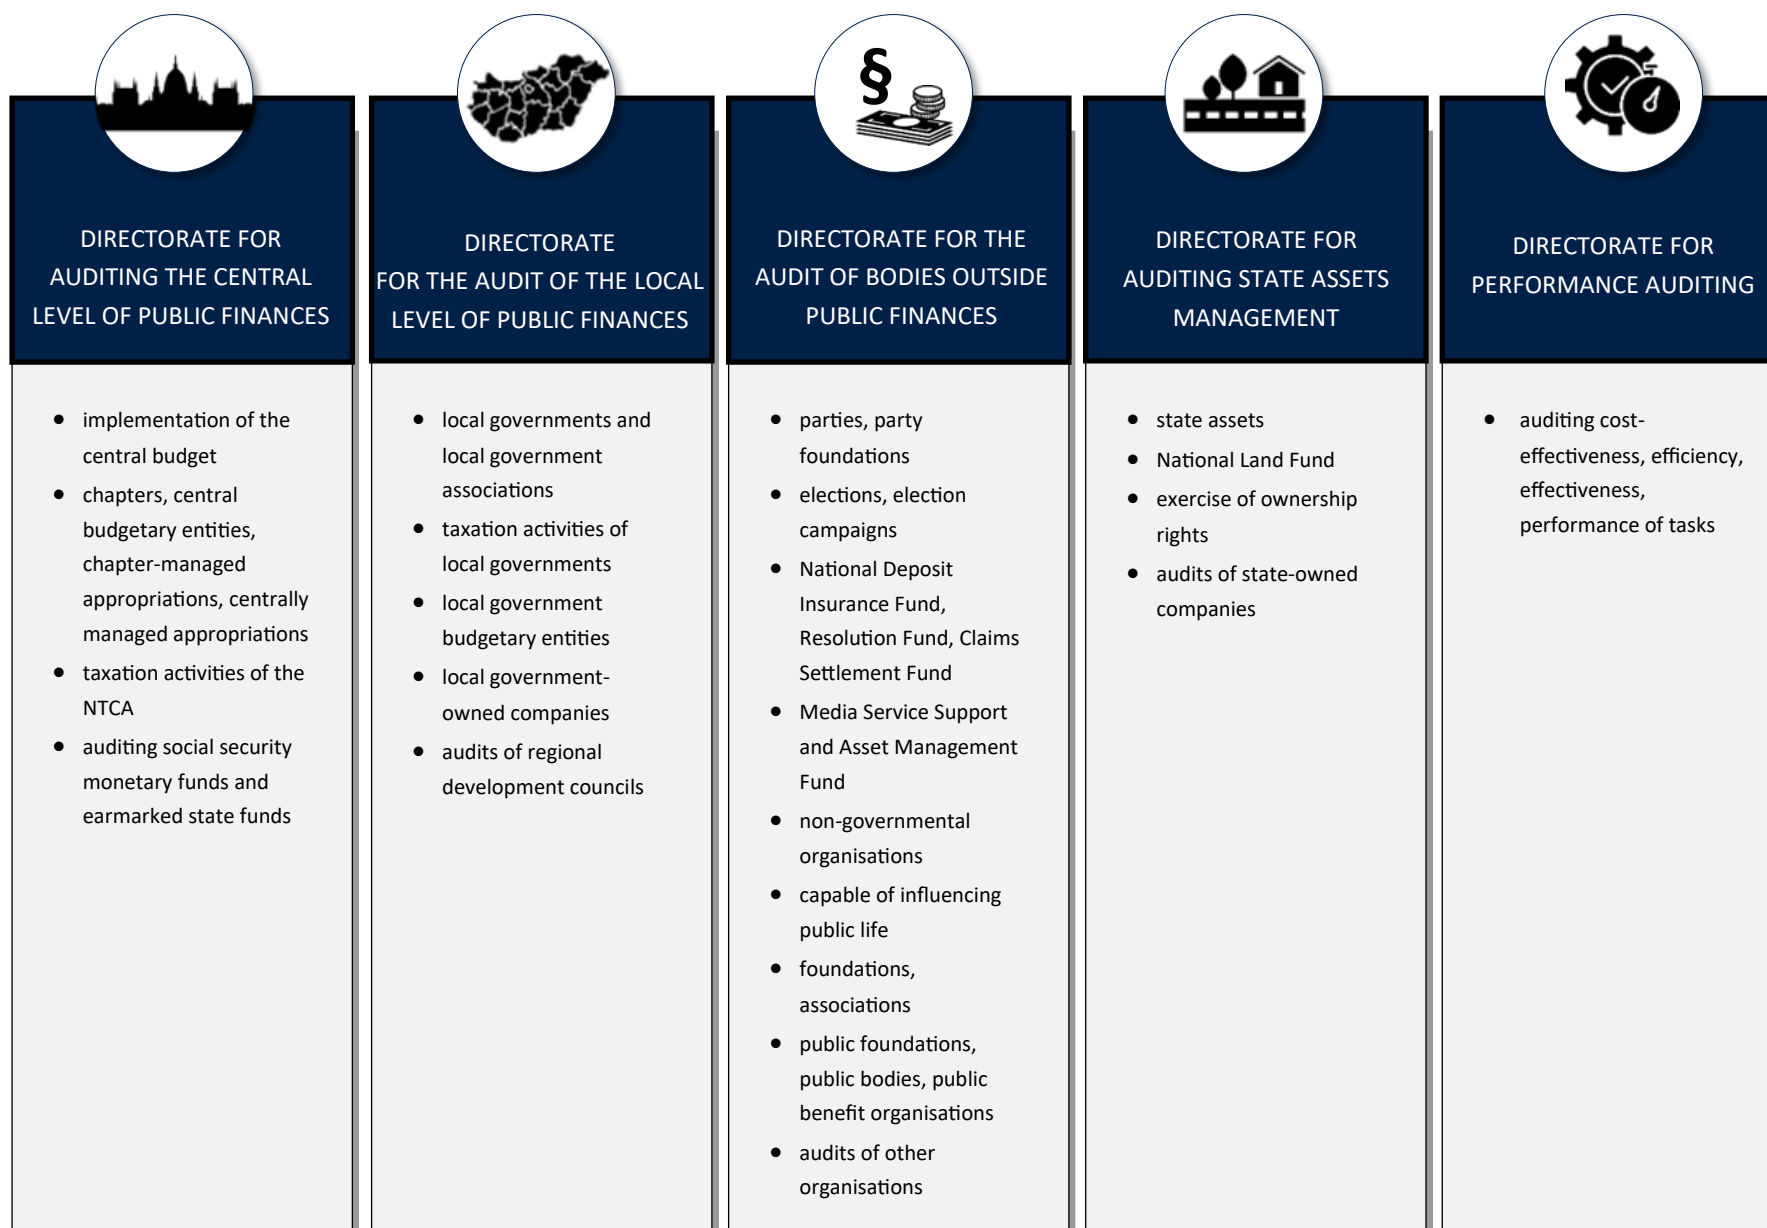 §
DIRECTORATE FOR
AUDITING THE CENTRAL
LEVEL OF PUBLIC FINANCES
• implementation of the
central budget
• chapters, central
budgetary entities,
chapter-managed
appropriations, centrally
managed appropriations
• taxation activities of the
NTCA
• auditing social security
monetary funds and
earmarked state funds
DIRECTORATE
FOR THE AUDIT OF THE LOCAL
LEVEL OF PUBLIC FINANCES
• local governments and
local government
associations
• taxation activities of
local governments
• local government
budgetary entities
• local government-
owned companies
• audits of regional
development councils
DIRECTORATE FOR THE
AUDIT OF BODIES OUTSIDE
PUBLIC FINANCES
• parties, party
foundations
• elections, election
campaigns
• National Deposit
Insurance Fund,
Resolution Fund, Claims
Settlement Fund
• Media Service Support
and Asset Management
Fund
• non-governmental
organisations
• capable of influencing
public life
• foundations,
associations
• public foundations,
public bodies, public
benefit organisations
• audits of other
organisations
DIRECTORATE FOR
AUDITING STATE ASSETS
MANAGEMENT
• state assets
• National Land Fund
• exercise of ownership
rights
• audits of state-owned
companies
DIRECTORATE FOR
PERFORMANCE AUDITING
• auditing cost-
effectiveness, efficiency,
effectiveness,
performance of tasks